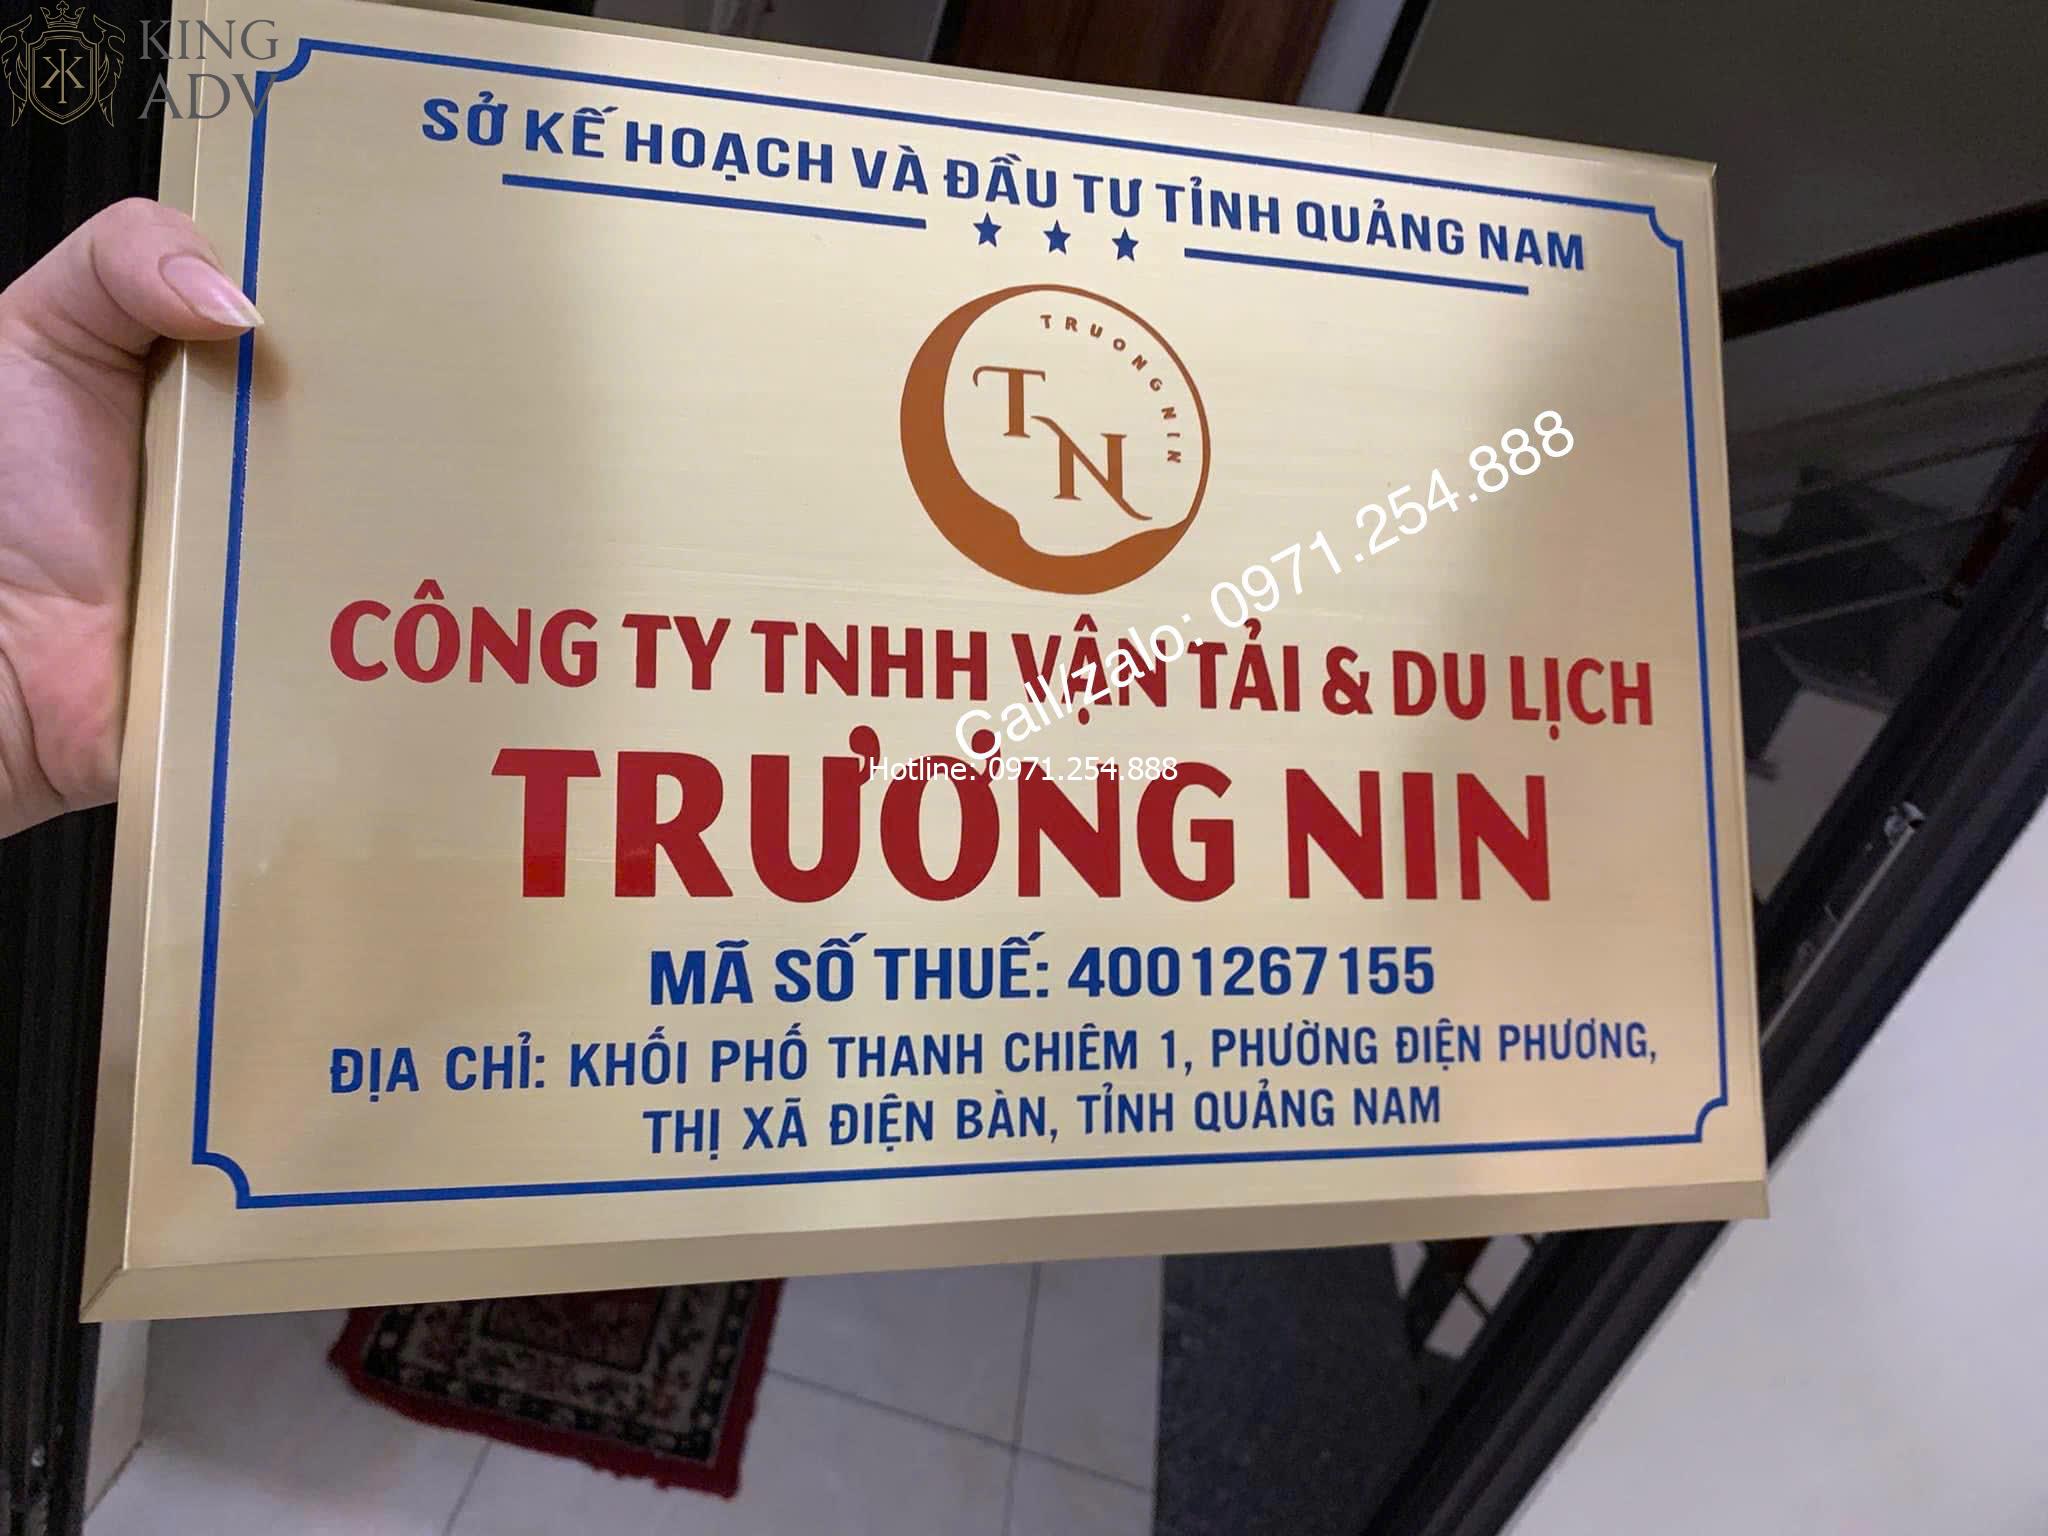 KING
ADV
SỞ KẾ HOẠCH VÀ ĐẦU TƯ TỈNH QUẢNG NAM
TRUONG NIN
TN
CÔNG TY TNHH VẬN TẢI & DU LỊCH
Call/zalo: 0971.254.888
TRƯƠNG NIN
Hotline: 0971.254.888
MÃ SỐ THUẾ: 4001267155
ĐỊA CHỈ: KHỐI PHỐ THANH CHIÊM 1, PHƯỜNG ĐIỆN PHƯƠNG,
THỊ XÃ ĐIỆN BÀN, TỈNH QUẢNG NAM